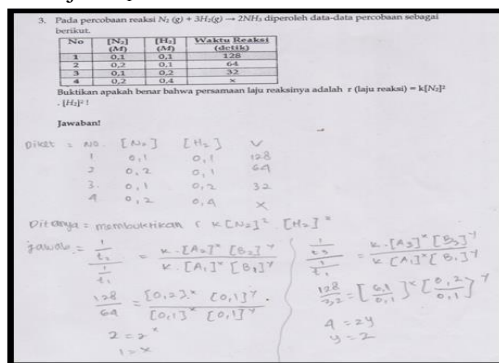 3. Pada percobaan reaksi N₂ (g) + 3H₂(g) → 2NH₃ diperoleh data-data percobaan sebagai
berikut.
No [N₂] (M) [H₂] (M) Waktu Reaksi (detik)
1 0,1 0,1 128
2 0,2 0,1 64
3 0,1 0,2 32
4 0,2 0,4 x
Buktikan apakah benar bahwa persamaan laju reaksinya adalah r (laju reaksi) = k[N₂]²
. [H₂]² !
Jawaban!
Diket : No. [N₂] [H₂] V
1 0,1 0,1 128
2 0,2 0,1 64
3. 0,1 0,2 32
4 0,2 0,4 x
Ditanya = membuktikan r k [N₂]² . [H₂]²
Jawab = 1/t₂ / 1/t₁ = k . [A₂]ˣ [B₂]ʸ / k . [A₁]ˣ [B₁]ʸ
128/64 = [0,2]ˣ [0,1]ʸ / [0,1]ˣ [0,1]ʸ .
2 = 2ˣ
1 = x
1/t₃ / 1/t₁ = k . [A₃]ˣ [B₃]ʸ / k [A₁]ˣ [B₁]ʸ
128/32 = [0,1/0,1]ˣ [0,2/0,1]ʸ
4 = 2y
y = 2